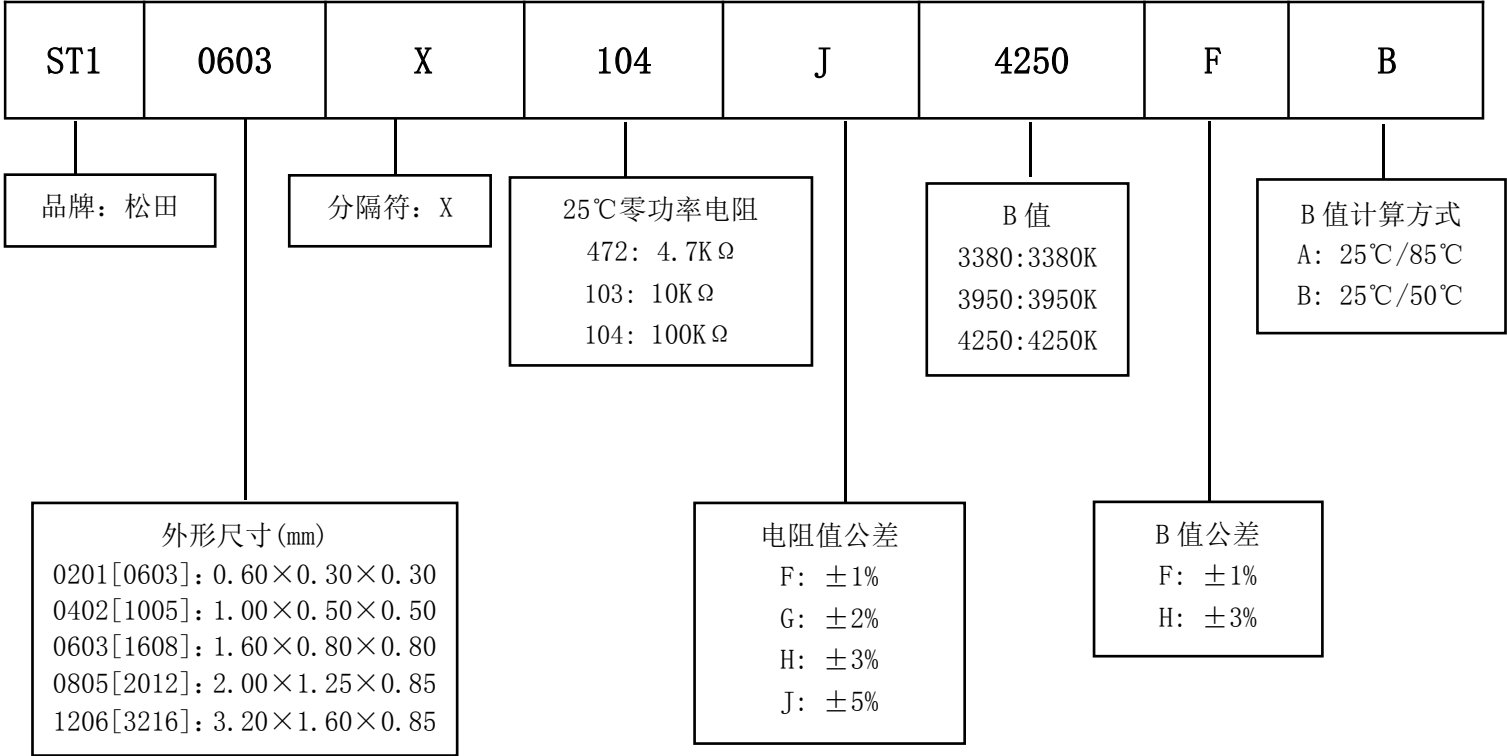 ST1 0603 X 104 J 4250 F B
品牌：松田
分隔符：X
25℃零功率电阻
472: 4.7KΩ
103: 10KΩ
104: 100KΩ
B值
3380:3380K
3950:3950K
4250:4250K
B值计算方式
A: 25℃/85℃
B: 25℃/50℃
外形尺寸(mm)
0201[0603]：0.60×0.30×0.30
0402[1005]：1.00×0.50×0.50
0603[1608]：1.60×0.80×0.80
0805[2012]：2.00×1.25×0.85
1206[3216]：3.20×1.60×0.85
电阻值公差
F: ±1%
G: ±2%
H: ±3%
J: ±5%
B值公差
F: ±1%
H: ±3%